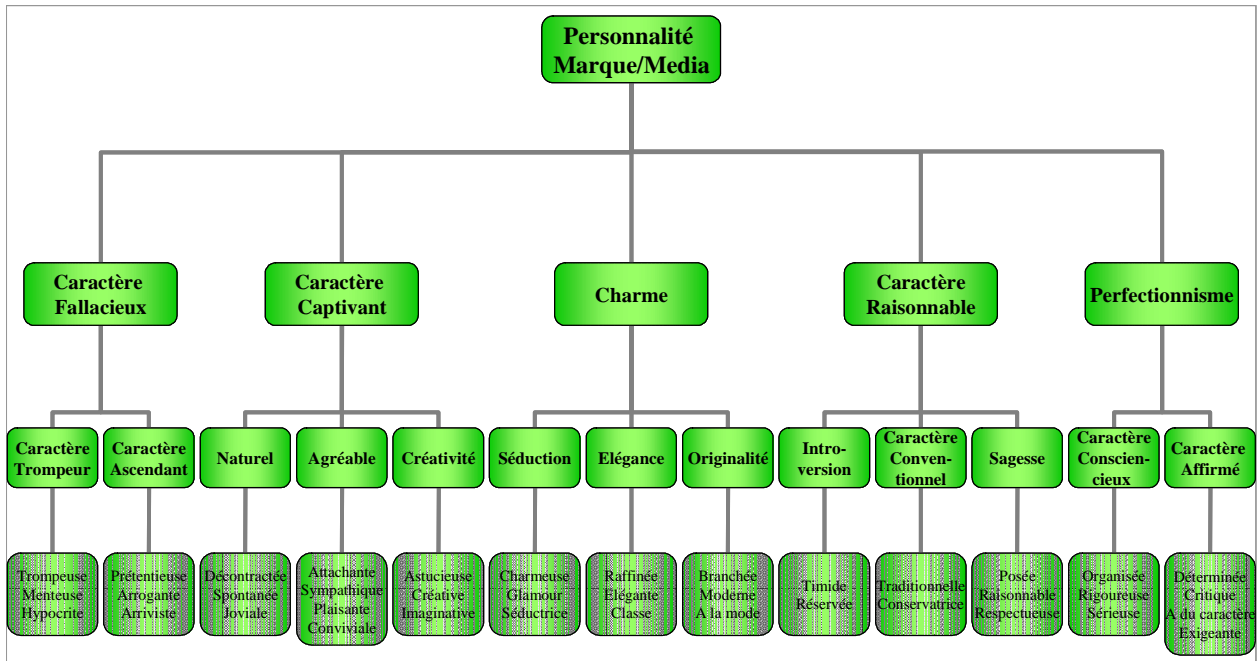 Personnalité
Marque/Media
Caractère
Fallacieux
Caractère
Captivant
Charme
Caractère
Raisonnable
Perfectionnisme
Caractère
Trompeur
Caractère
Ascendant
Naturel
Agréable
Créativité
Séduction
Elégance
Originalité
Intro-
version
Caractère
Conven-
tionnel
Sagesse
Caractère
Conscien-
cieux
Caractère
Affirmé
Trompeuse
Menteuse
Hypocrite
Prétentieuse
Arrogante
Arriviste
Décontractée
Spontanée
Joviale
Attachante
Sympathique
Plaisante
Conviviale
Astucieuse
Créative
Imaginative
Charmeuse
Glamour
Séductrice
Raffinée
Elégante
Classe
Branchée
Moderne
A la mode
Timide
Réservée
Traditionnelle
Conservatrice
Posée
Raisonnable
Respectueuse
Organisée
Rigoureuse
Sérieuse
Déterminée
Critique
A du caractère
Exigeante